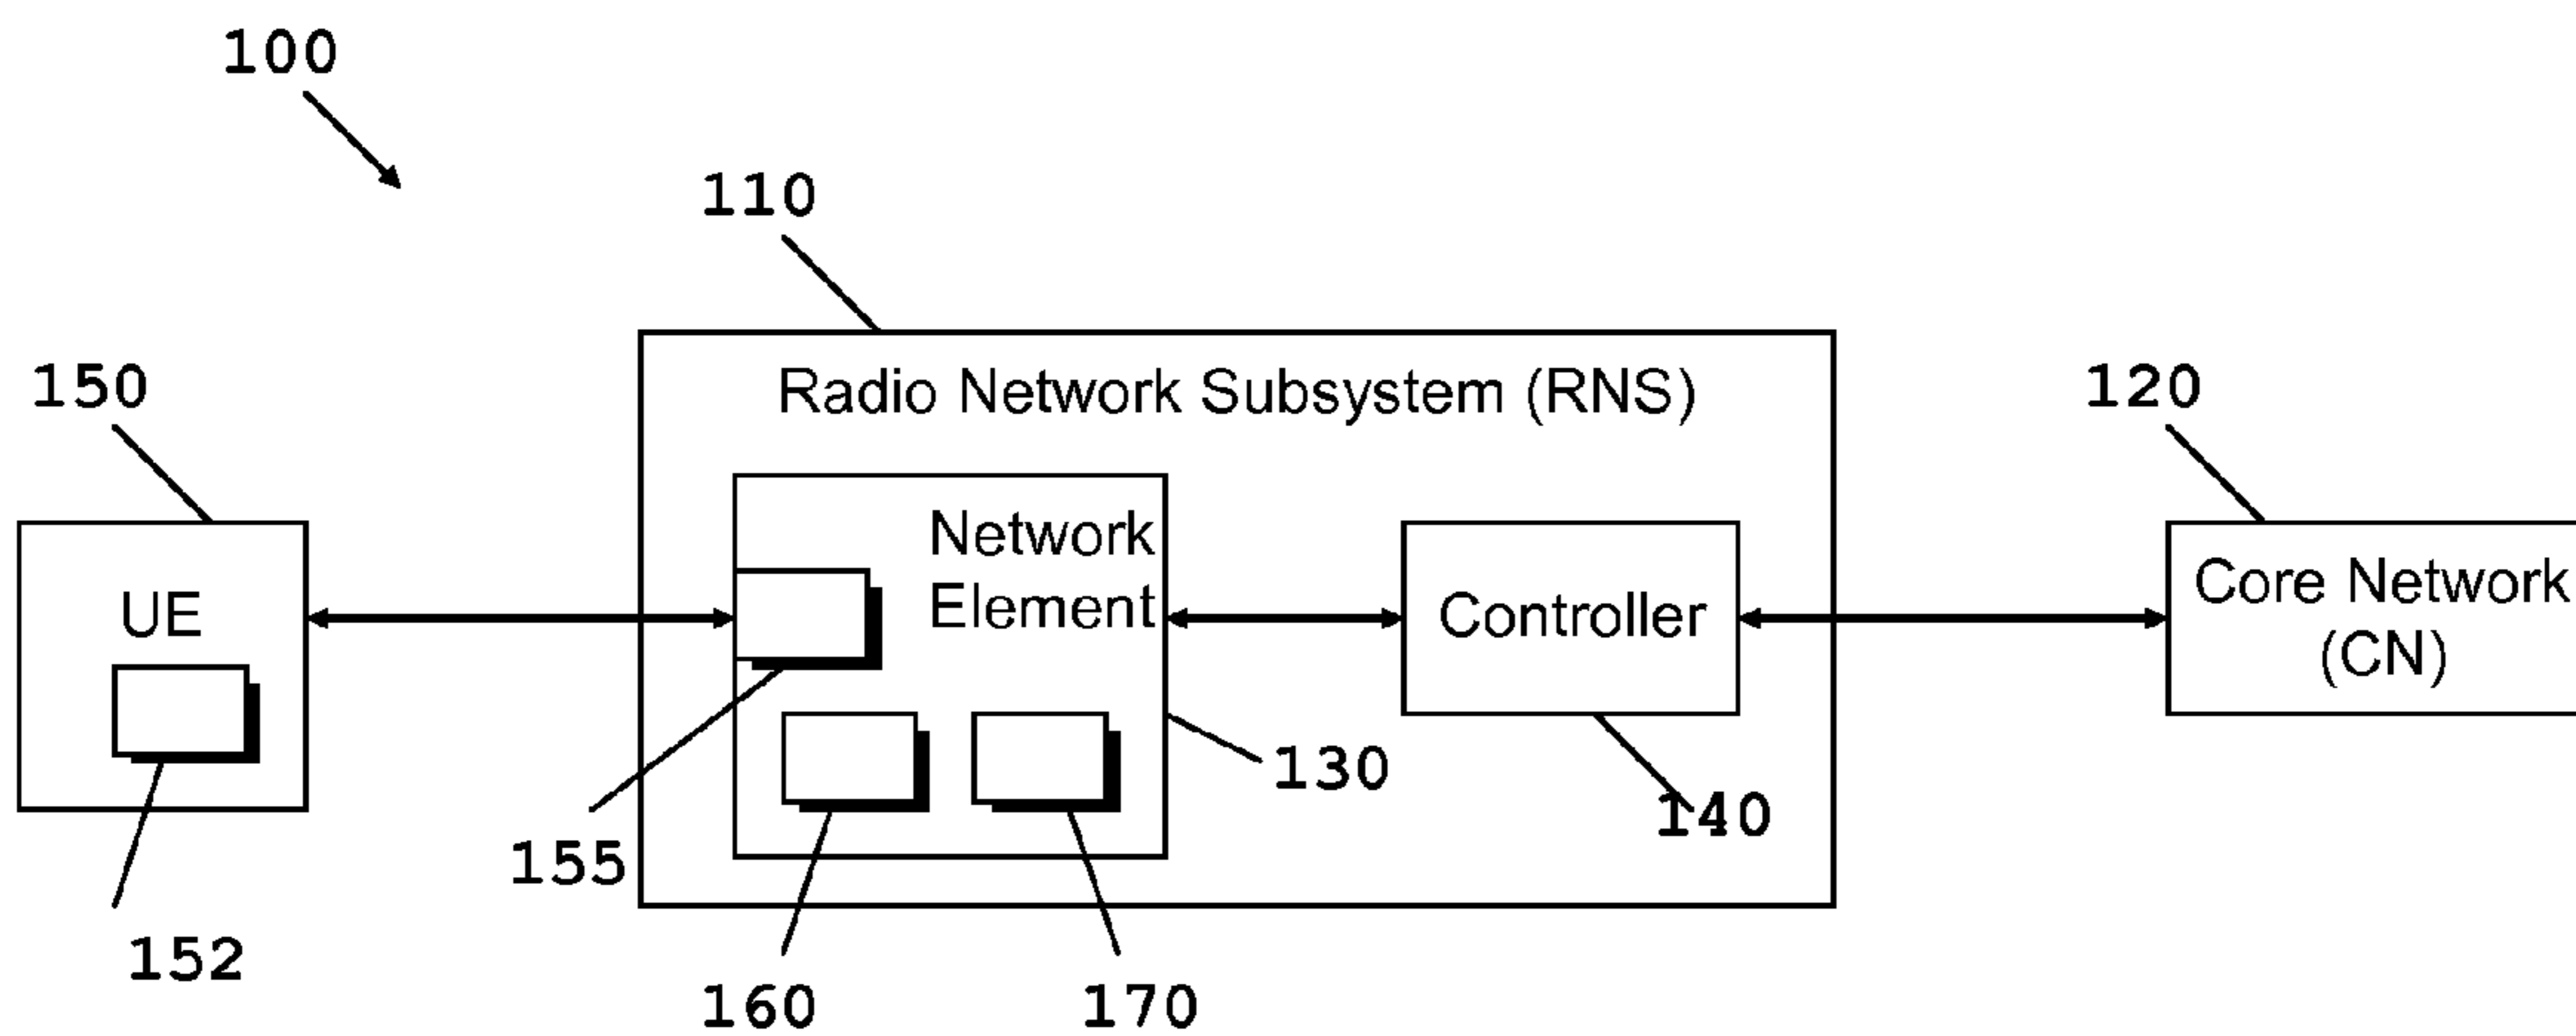 100
110
150
Radio Network Subsystem (RNS)
120
Network
Element
UE
Controller
Core Network
(CN)
130
140
155
152
160
170